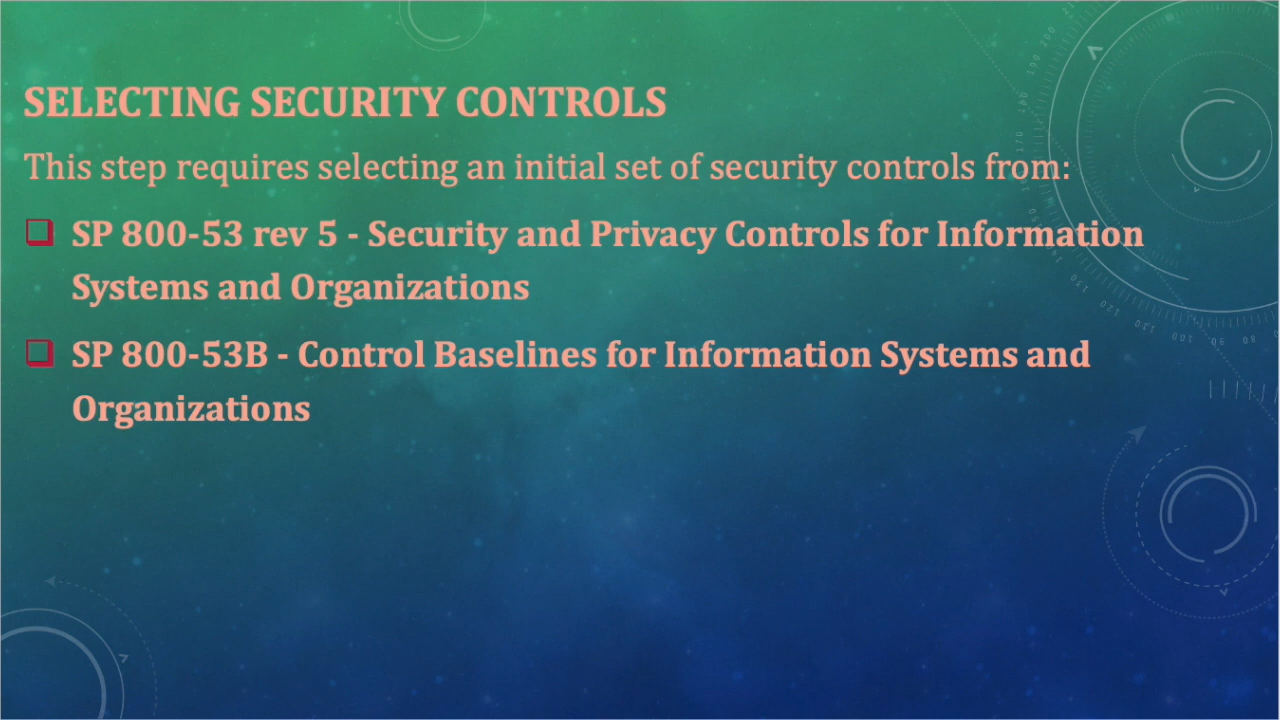 SELECTING SECURITY CONTROLS
This step requires selecting an initial set of security controls from:
SP 800-53 rev 5 - Security and Privacy Controls for Information
Systems and Organizations
SP 800-53B - Control Baselines for Information Systems and
Organizations